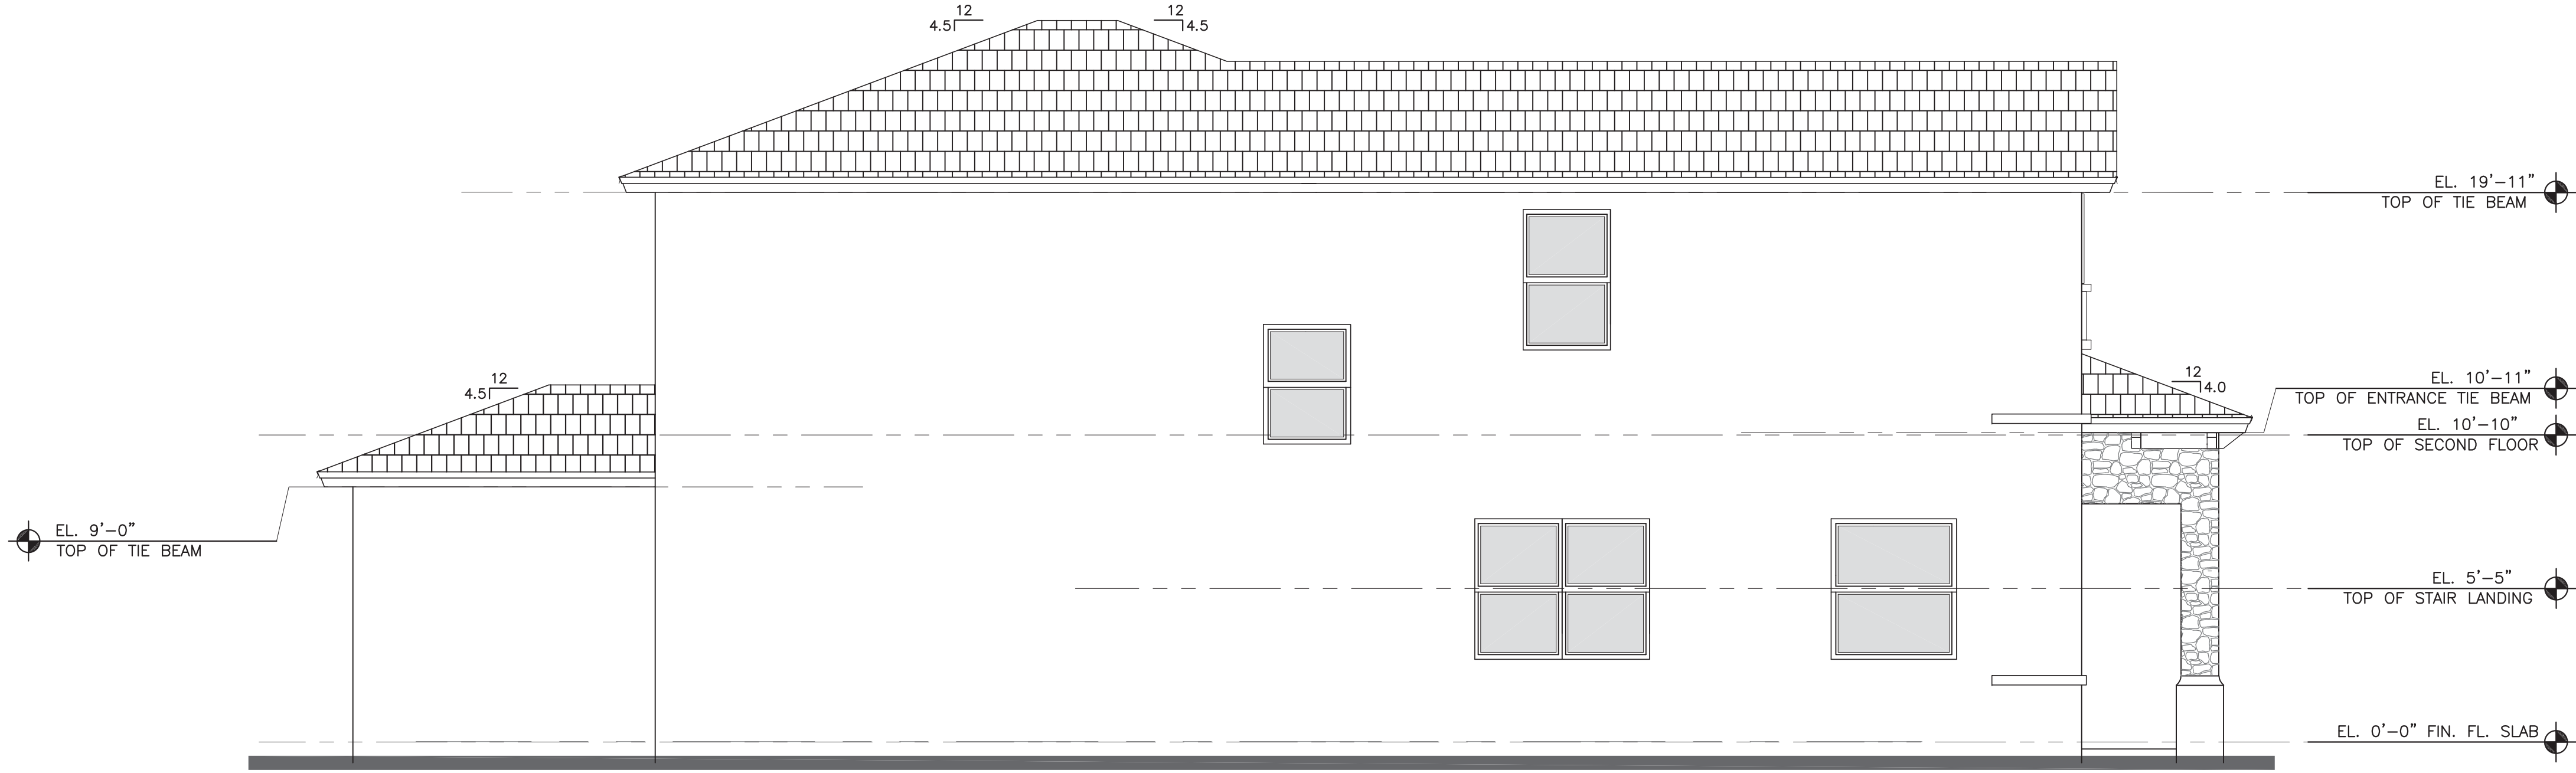 12
4.5
12
4.5
EL. 19'-11"
TOP OF TIE BEAM
12
4.5
12
4.0
EL. 10'-11"
TOP OF ENTRANCE TIE BEAM
EL. 10'-10"
TOP OF SECOND FLOOR
EL. 9'-0"
TOP OF TIE BEAM
EL. 5'-5"
TOP OF STAIR LANDING
EL. 0'-0" FIN. FL. SLAB